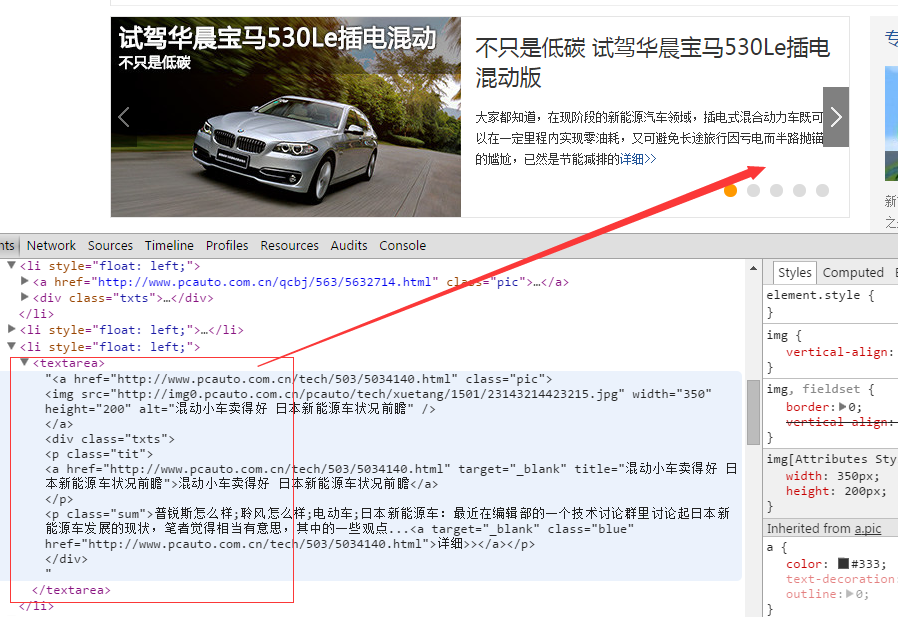 试驾华晨宝马530Le插电混动
不只是低碳
不只是低碳 试驾华晨宝马530Le插电
混动版
大家都知道，在现阶段的新能源汽车领域，插电式混合动力车既可
以在一定里程内实现零油耗，又可避免长途旅行因亏电而半路抛锚
的尴尬，已然是节能减排的详细>>
专
新
之
nts Network Sources Timeline Profiles Resources Audits Console
<li style="float: left;">
<a href="http://www.pcauto.com.cn/qcbj/563/5632714.html" class="pic">…</a>
<div class="txts">…</div>
</li>
<li style="float: left;">…</li>
<li style="float: left;">
<textarea>
"<a href="http://www.pcauto.com.cn/tech/503/5034140.html" class="pic">
<img src="http://img0.pcauto.com.cn/pcauto/tech/xuetang/1501/23143214423215.jpg" width="350"
height="200" alt="混动小车卖得好 日本新能源车状况前瞻" />
</a>
<div class="txts">
<p class="tit">
<a href="http://www.pcauto.com.cn/tech/503/5034140.html" target="_blank" title="混动小车卖得好 日
本新能源车状况前瞻">混动小车卖得好 日本新能源车状况前瞻</a>
</p>
<p class="sum">普锐斯怎么样;聆风怎么样;电动车;日本新能源车：最近在编辑部的一个技术讨论群里讨论起日本新
能源车发展的现状，笔者觉得相当有意思，其中的一些观点...<a target="_blank" class="blue"
href="http://www.pcauto.com.cn/tech/503/5034140.html">详细>></a></p>
</div>
"
</textarea>
</li>
Styles Computed E
element.style {
}
img {
vertical-align:
}
img, fieldset {
border: 0;
vertical-align:
}
img[Attributes Sty
width: 350px;
height: 200px;
}
Inherited from a.pic
a {
color: #333;
text-decoration:
outline: 0;
}